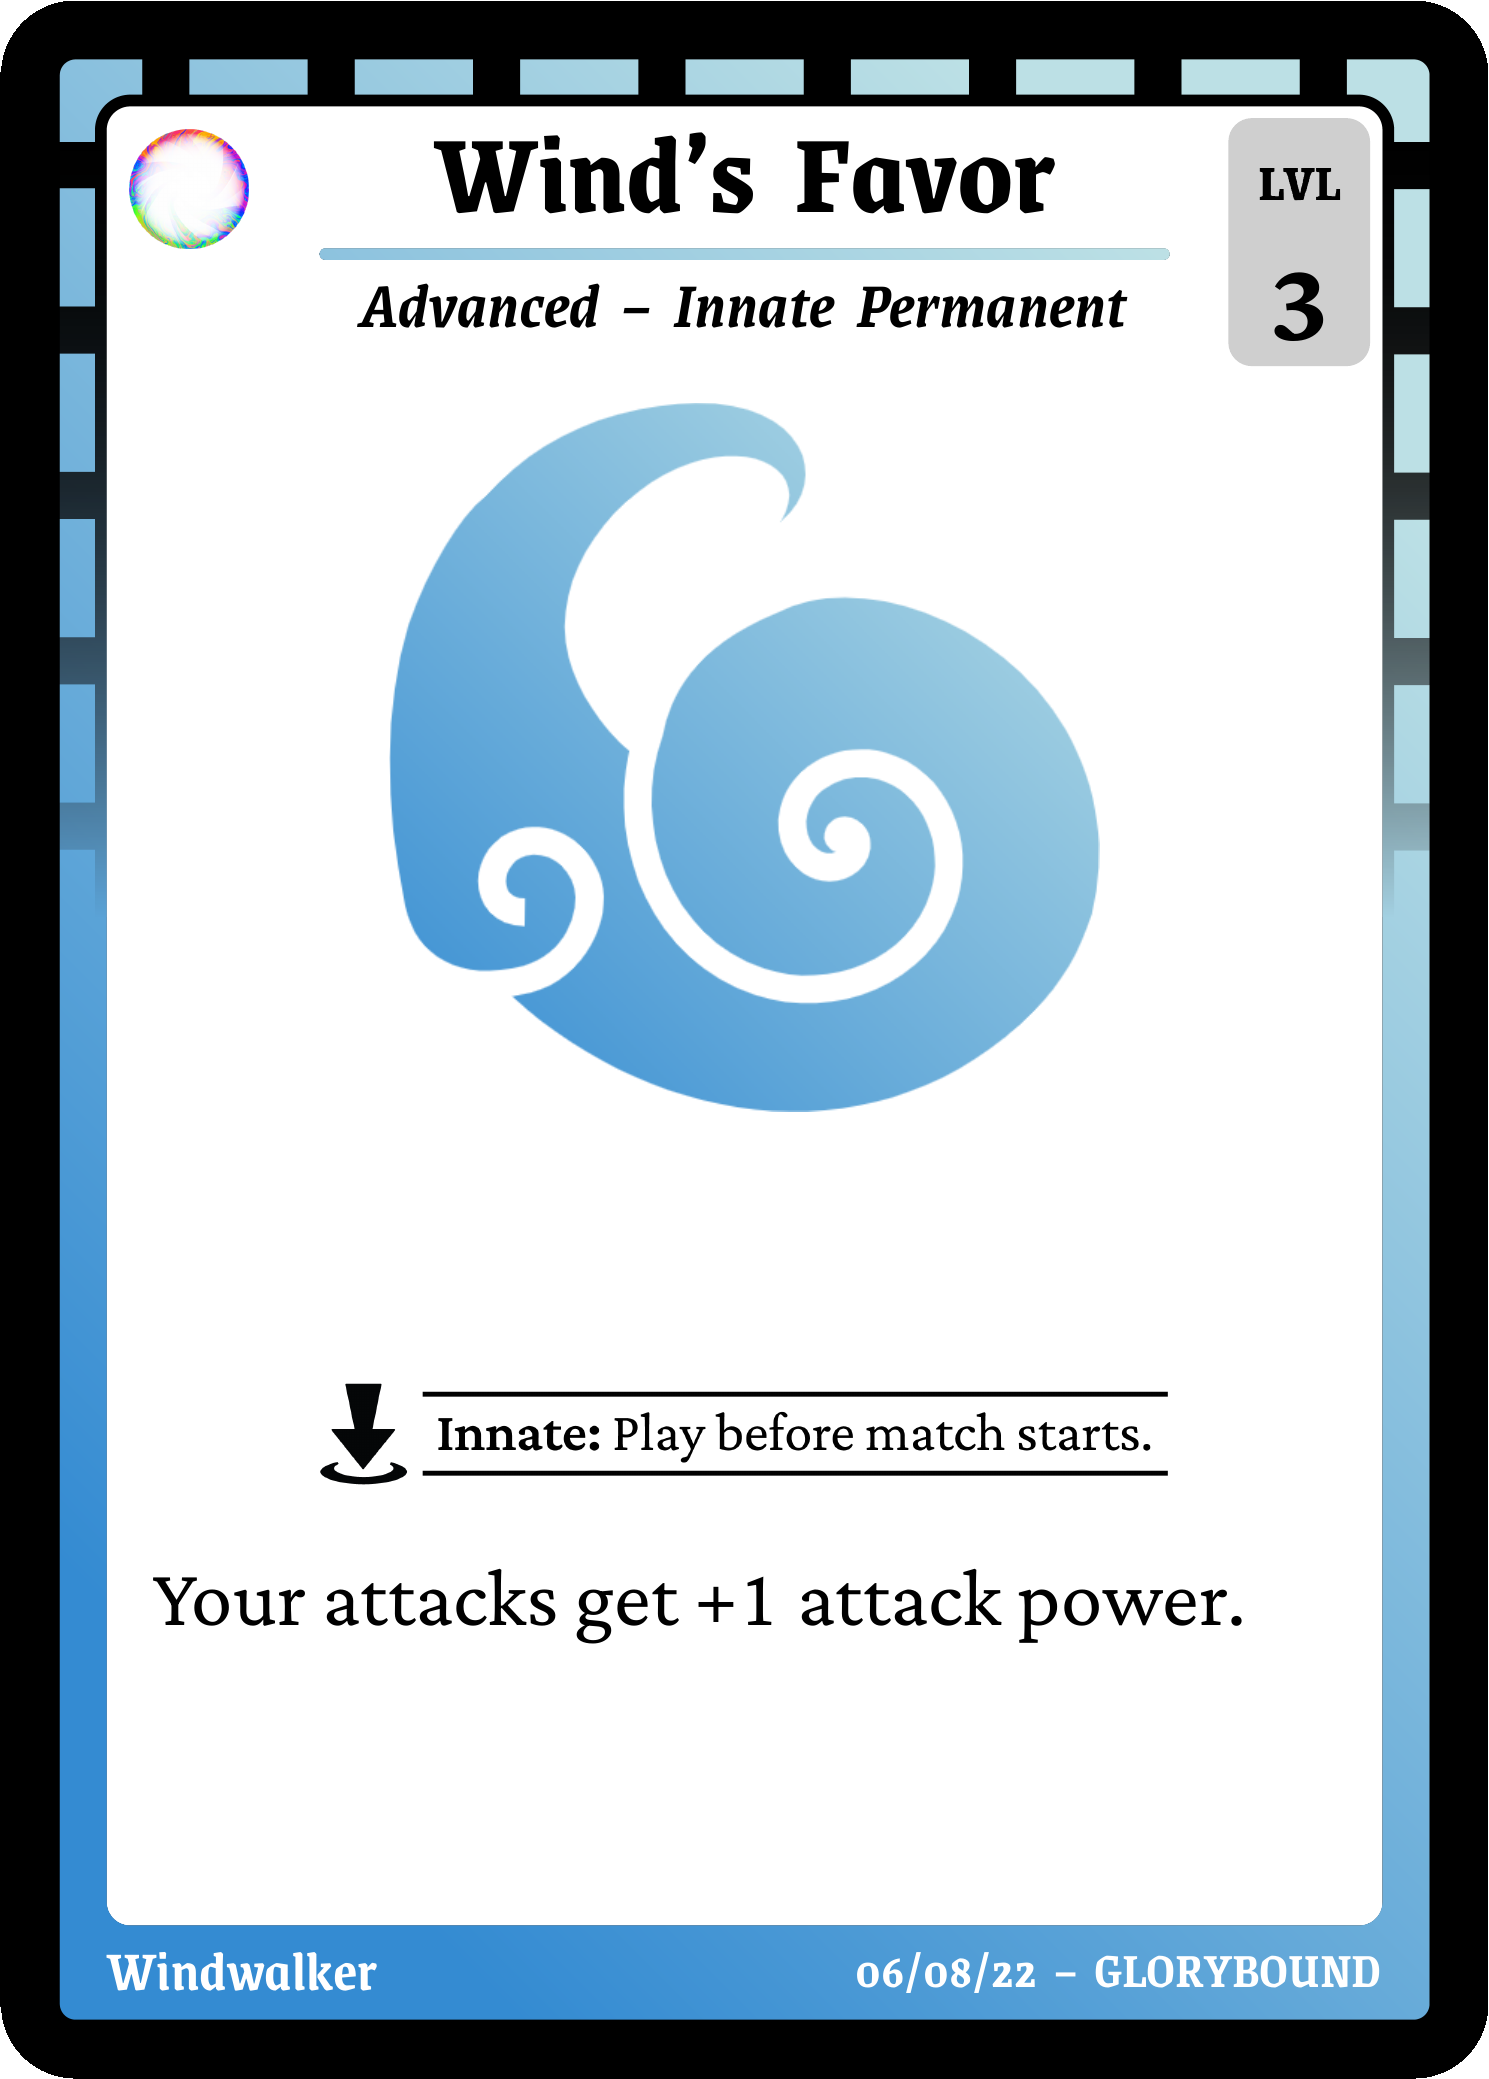 Wind’s Favor
LVL
3
Advanced – Innate Permanent
Innate: Play before match starts.
Your attacks get +1 attack power.
Windwalker
06/08/22 – GLORYBOUND